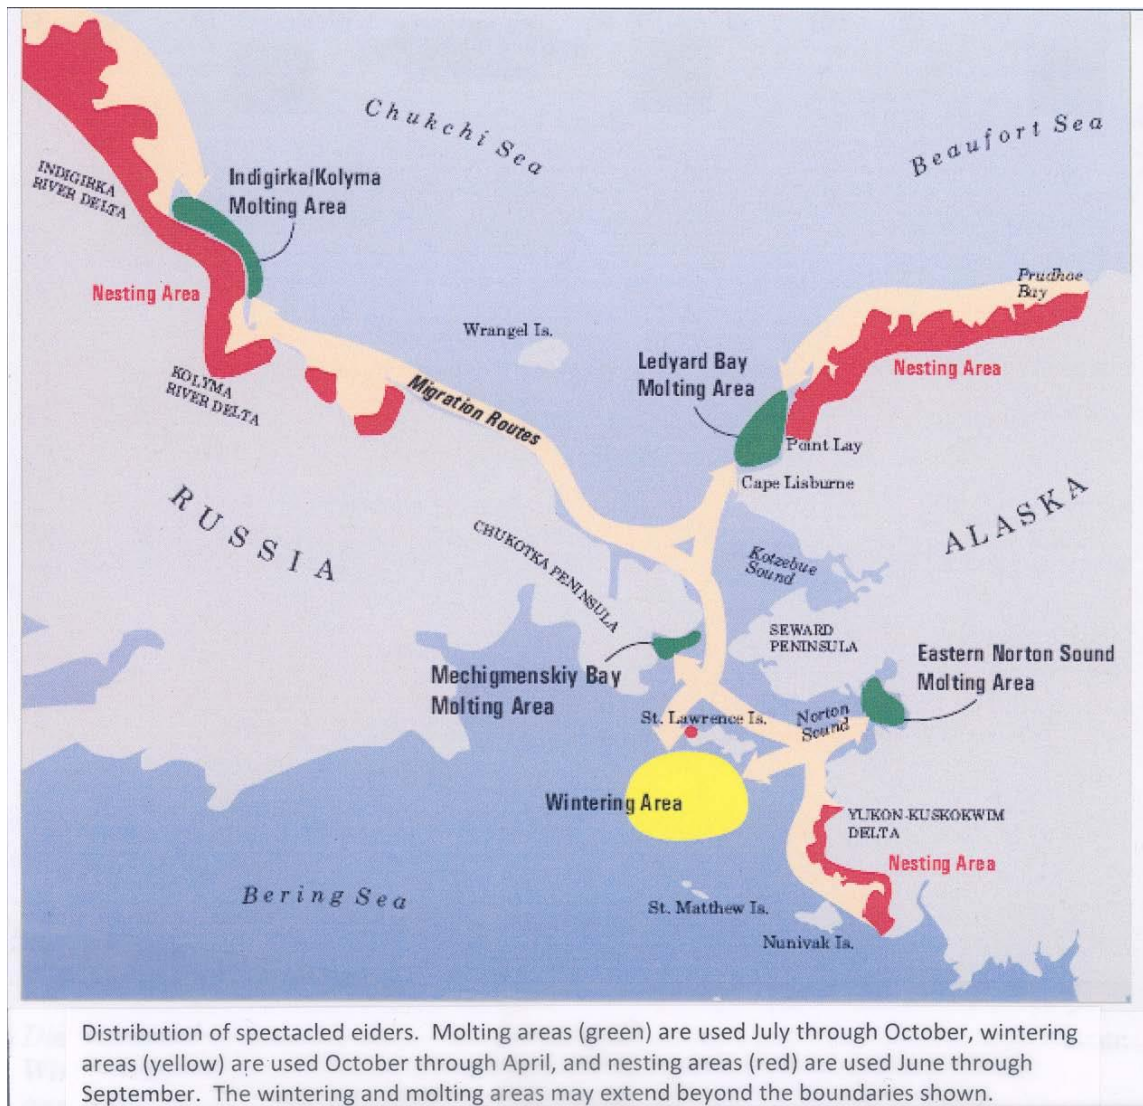 Chukchi Sea
Beaufort Sea
INDIGIRKA
RIVER DELTA
Indigirka/Kolyma
Molting Area
Nesting Area
Prudhoe
Bay
Wrangel Is.
Ledyard Bay
Molting Area
Nesting Area
KOLYMA
RIVER DELTA
Migration Routes
Point Lay
Cape Lisburne
RUSSIA
ALASKA
CHUKOTKA PENINSULA
Kotzebue
Sound
SEWARD
PENINSULA
Mechigmenskiy Bay
Molting Area
Eastern Norton Sound
Molting Area
St. Lawrence Is.
Norton
Sound
Wintering Area
YUKON-KUSKOKWIM
DELTA
Nesting Area
Bering Sea
St. Matthew Is.
Nunivak Is.
Distribution of spectacled eiders. Molting areas (green) are used July through October, wintering
areas (yellow) are used October through April, and nesting areas (red) are used June through
September. The wintering and molting areas may extend beyond the boundaries shown.